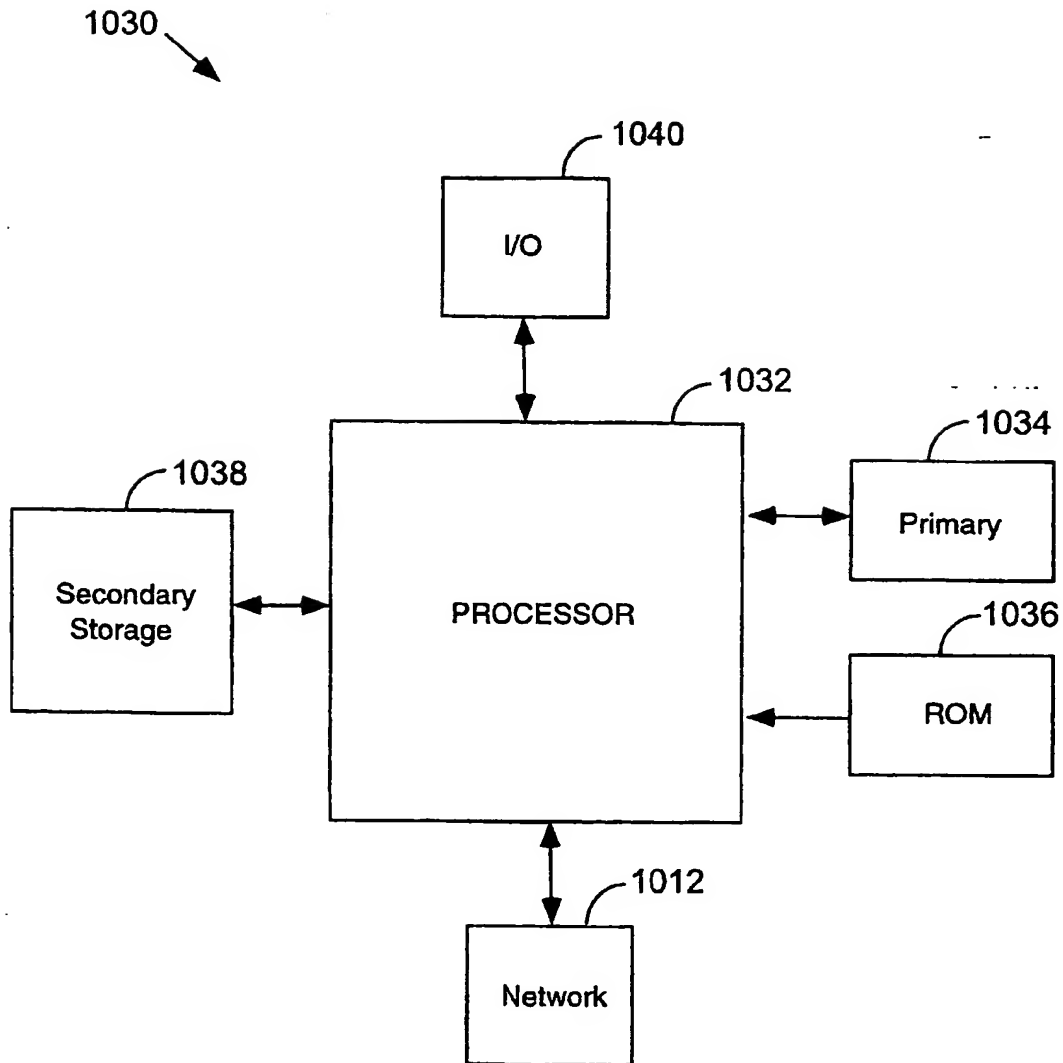 1030
1040
I/O
1032
1034
1038
Primary
Secondary
Storage
PROCESSOR
1036
ROM
1012
Network